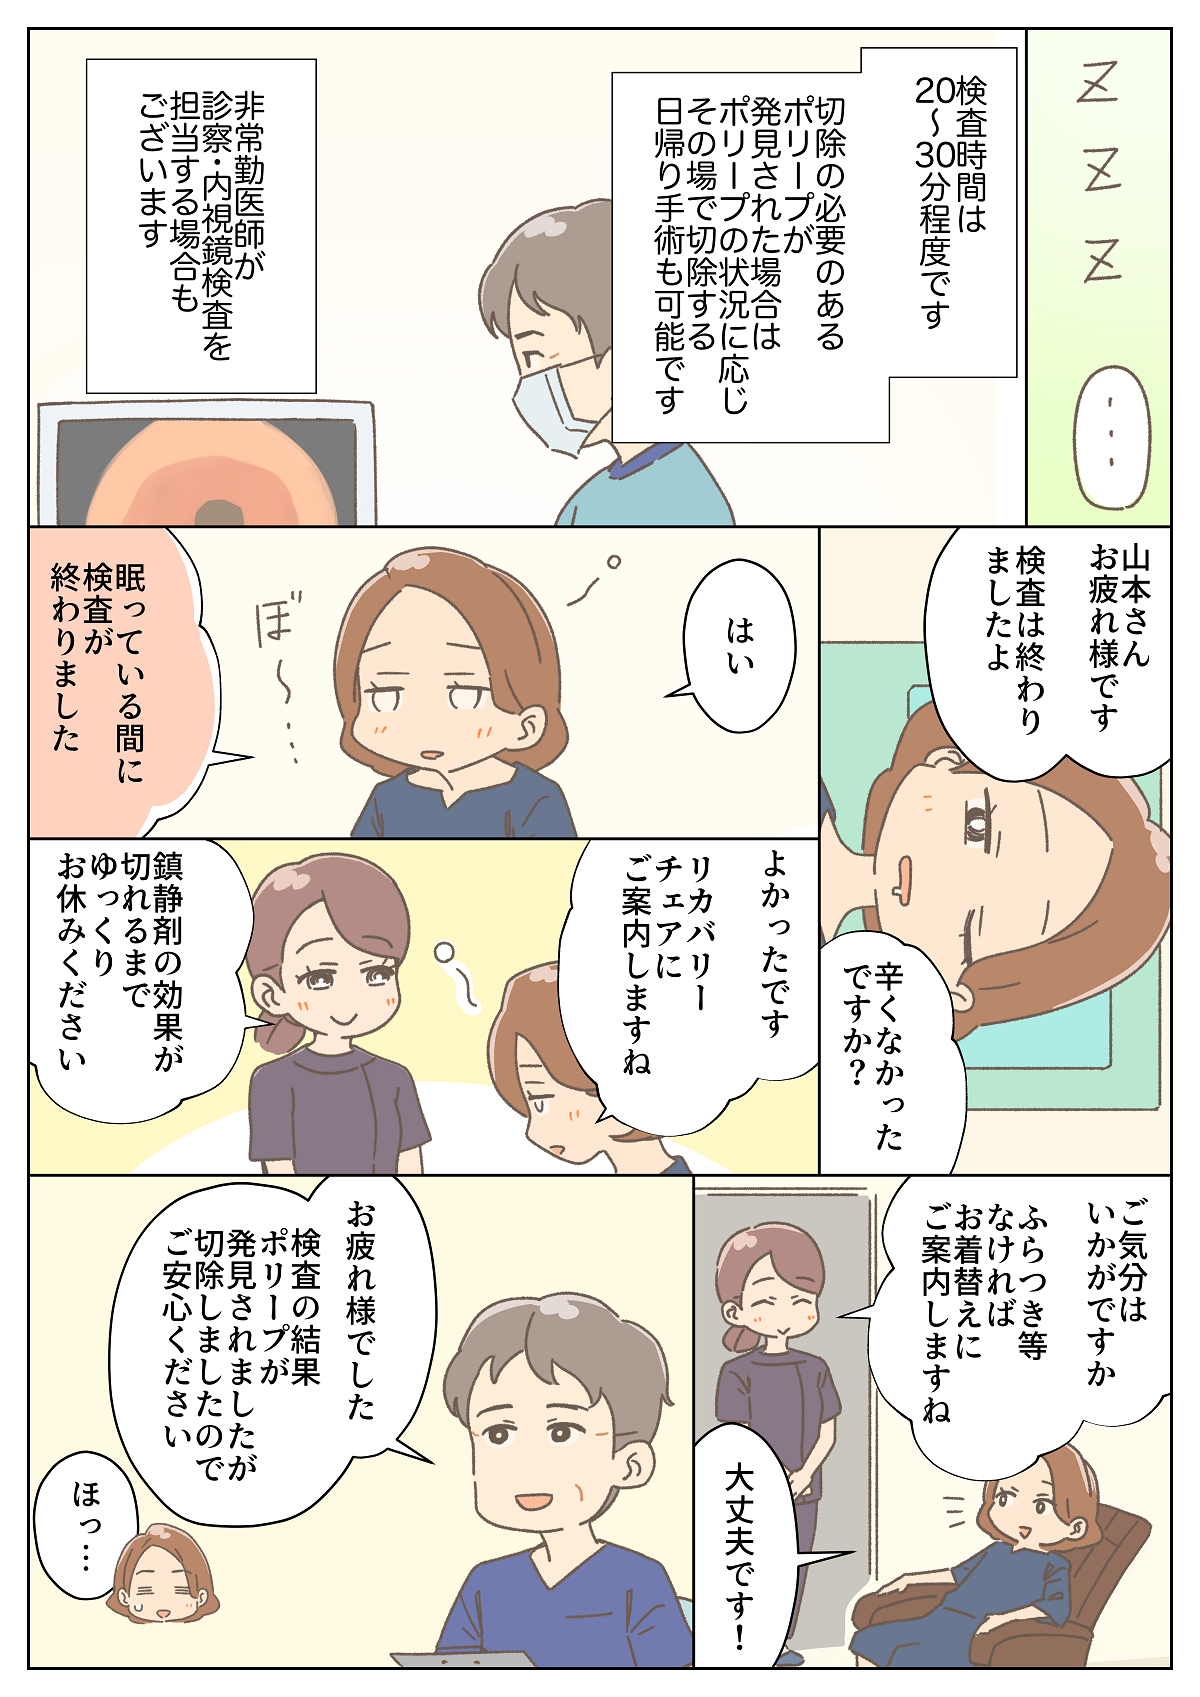 Z
Z
Z
…
検査時間は
20〜30分程度です
切除の必要のある
ポリープが
発見された場合は
ポリープの状況に応じ
その場で切除する
日帰り手術も可能です
非常勤医師が
診察・内視鏡検査を
担当する場合も
ございます
山本さん
お疲れ様です
検査は終わり
ましたよ
辛くなかった
ですか？
はい
ぼ〜…
眠っている間に
検査が
終わりました
よかったです
リカバリー
チェアに
ご案内しますね
鎮静剤の効果が
切れるまで
ゆっくり
お休みください
ご気分は
いかがですか
ふらつき等
なければ
お着替えに
ご案内しますね
大丈夫です！
お疲れ様でした
検査の結果
ポリープが
発見されましたが
切除しましたので
ご安心ください
ほっ…